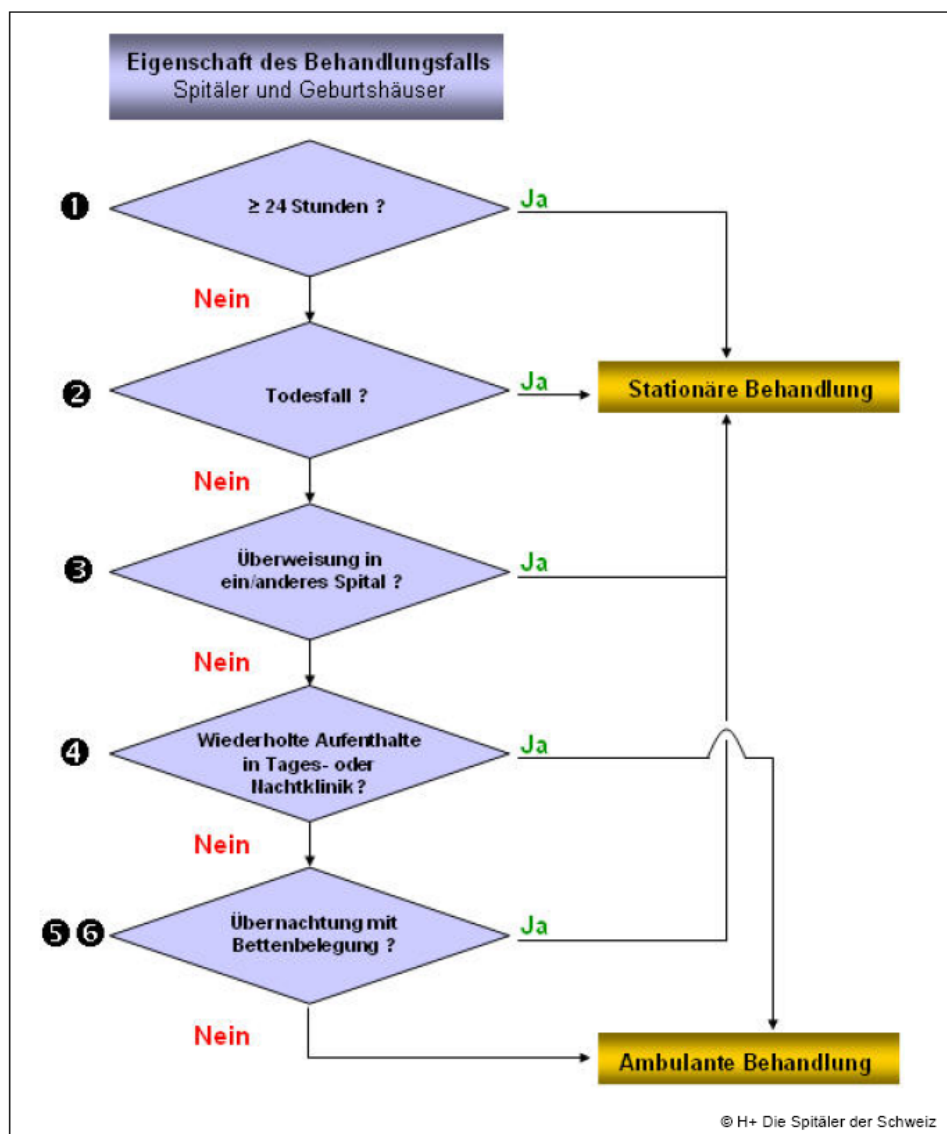 Eigenschaft des Behandlungsfalls
Spitäler und Geburtshäuser
❶
≥ 24 Stunden ?
Ja
Nein
❷
Todesfall ?
Ja
Stationäre Behandlung
Nein
❸
Überweisung in
ein/anderes Spital ?
Ja
Nein
❹
Wiederholte Aufenthalte
in Tages- oder
Nachtklinik ?
Ja
Nein
❺ ❻
Übernachtung mit
Bettenbelegung ?
Ja
Nein
Ambulante Behandlung
© H+ Die Spitäler der Schweiz